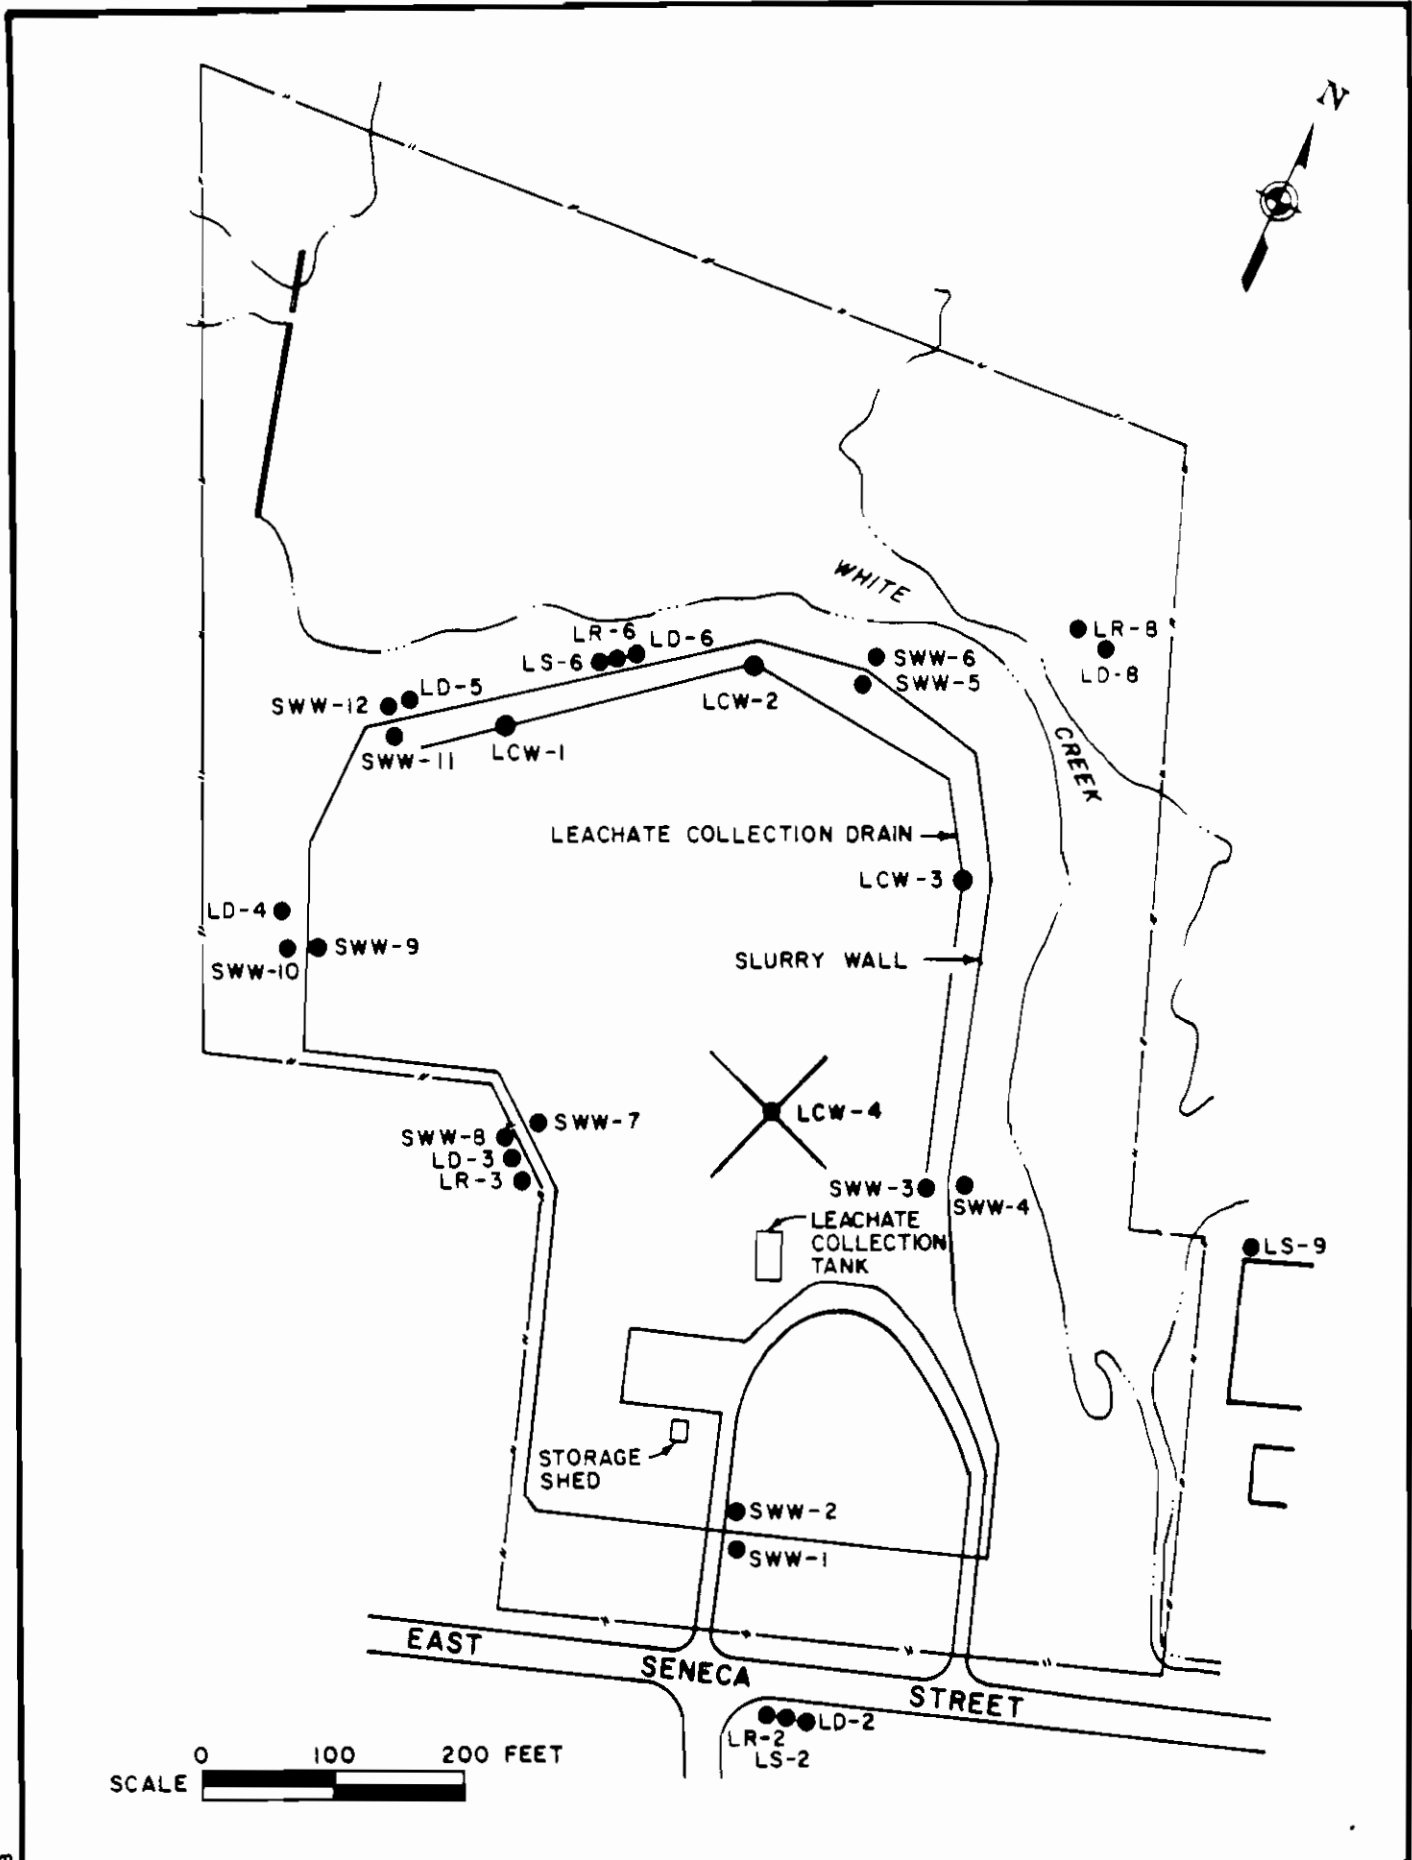 N
WHITE
CREEK
LR-6
LD-6
LS-6
LR-8
LD-8
SWW-6
SWW-5
LD-5
SWW-12
LCW-2
SWW-11
LCW-1
LEACHATE COLLECTION DRAIN
LCW-3
LD-4
SWW-9
SWW-10
SLURRY WALL
LCW-4
SWW-7
SWW-8
LD-3
LR-3
SWW-3
SWW-4
LEACHATE
COLLECTION
TANK
LS-9
STORAGE
SHED
SWW-2
SWW-1
EAST SENECA STREET
LD-2
LR-2
LS-2
0 100 200 FEET
SCALE